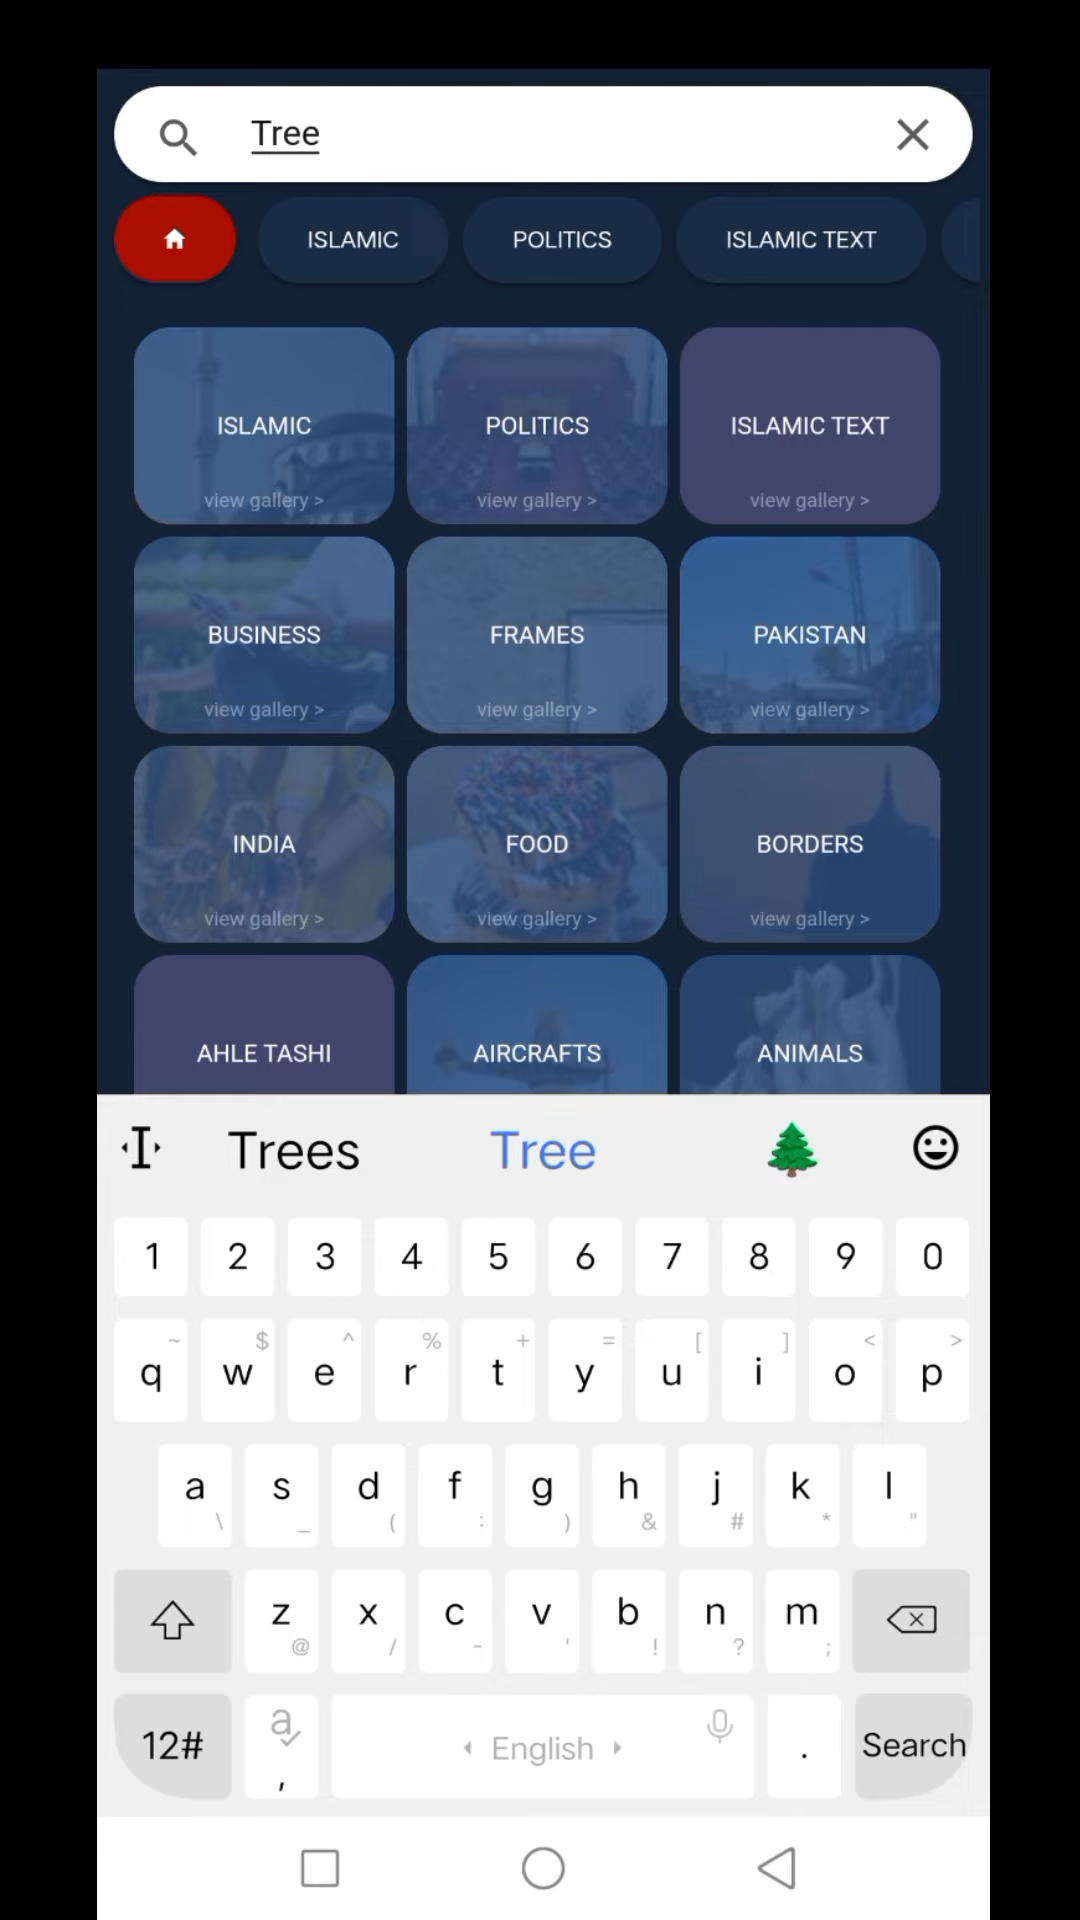 Tree
ISLAMIC POLITICS ISLAMIC TEXT
ISLAMIC POLITICS ISLAMIC TEXT
view gallery > view gallery > view gallery >
BUSINESS FRAMES PAKISTAN
view gallery > view gallery > view gallery >
INDIA FOOD BORDERS
view gallery > view gallery > view gallery >
AHLE TASHI AIRCRAFTS ANIMALS
Trees Tree
1 2 3 4 5 6 7 8 9 0
~ $ ^ % + = [ ] < >
q w e r t y u i o p
a s d f g h j k l
\ _ ( : ) & # * "
z x c v b n m
@ / - ' ! ? ;
12# a , English . Search